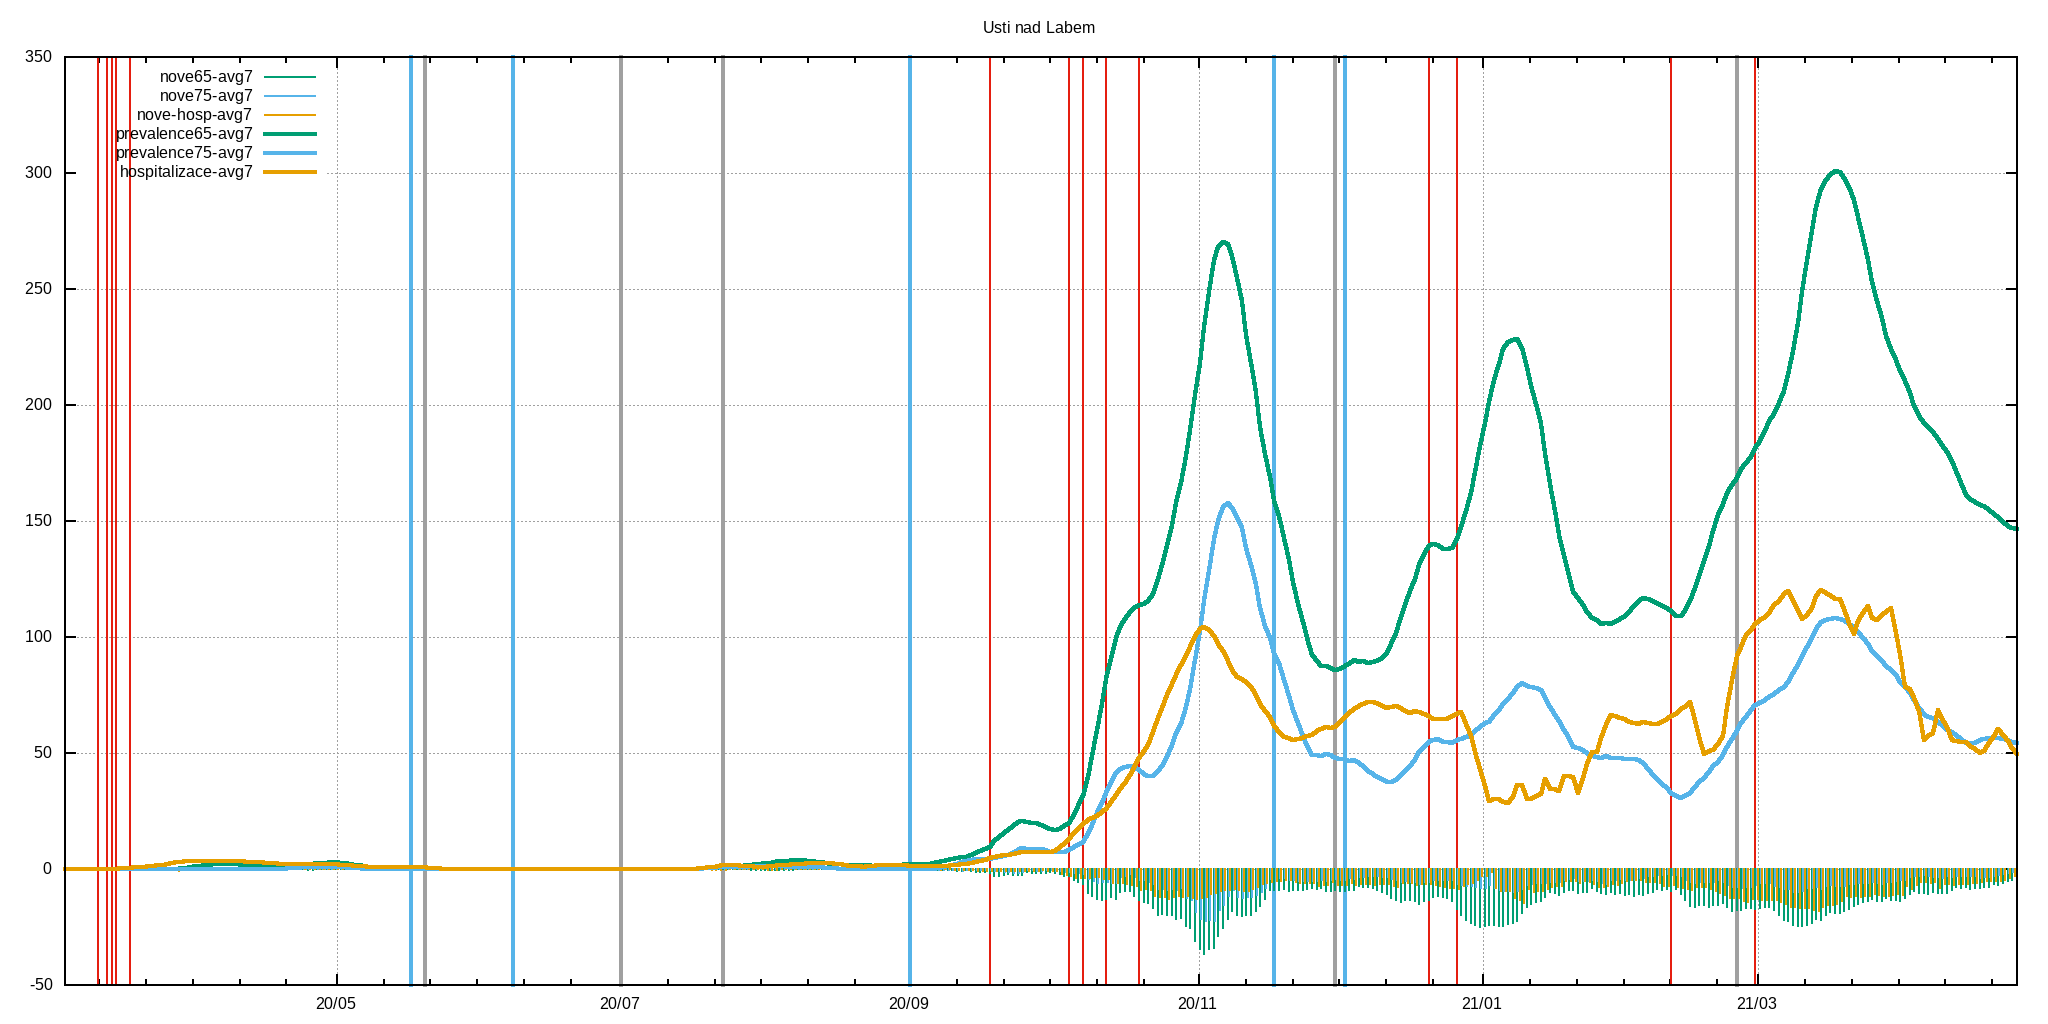 Usti nad Labem
350
300
250
200
150
100
50
0
-50
nove65-avg7
nove75-avg7
nove-hosp-avg7
prevalence65-avg7
prevalence75-avg7
hospitalizace-avg7
20/05
20/07
20/09
20/11
21/01
21/03